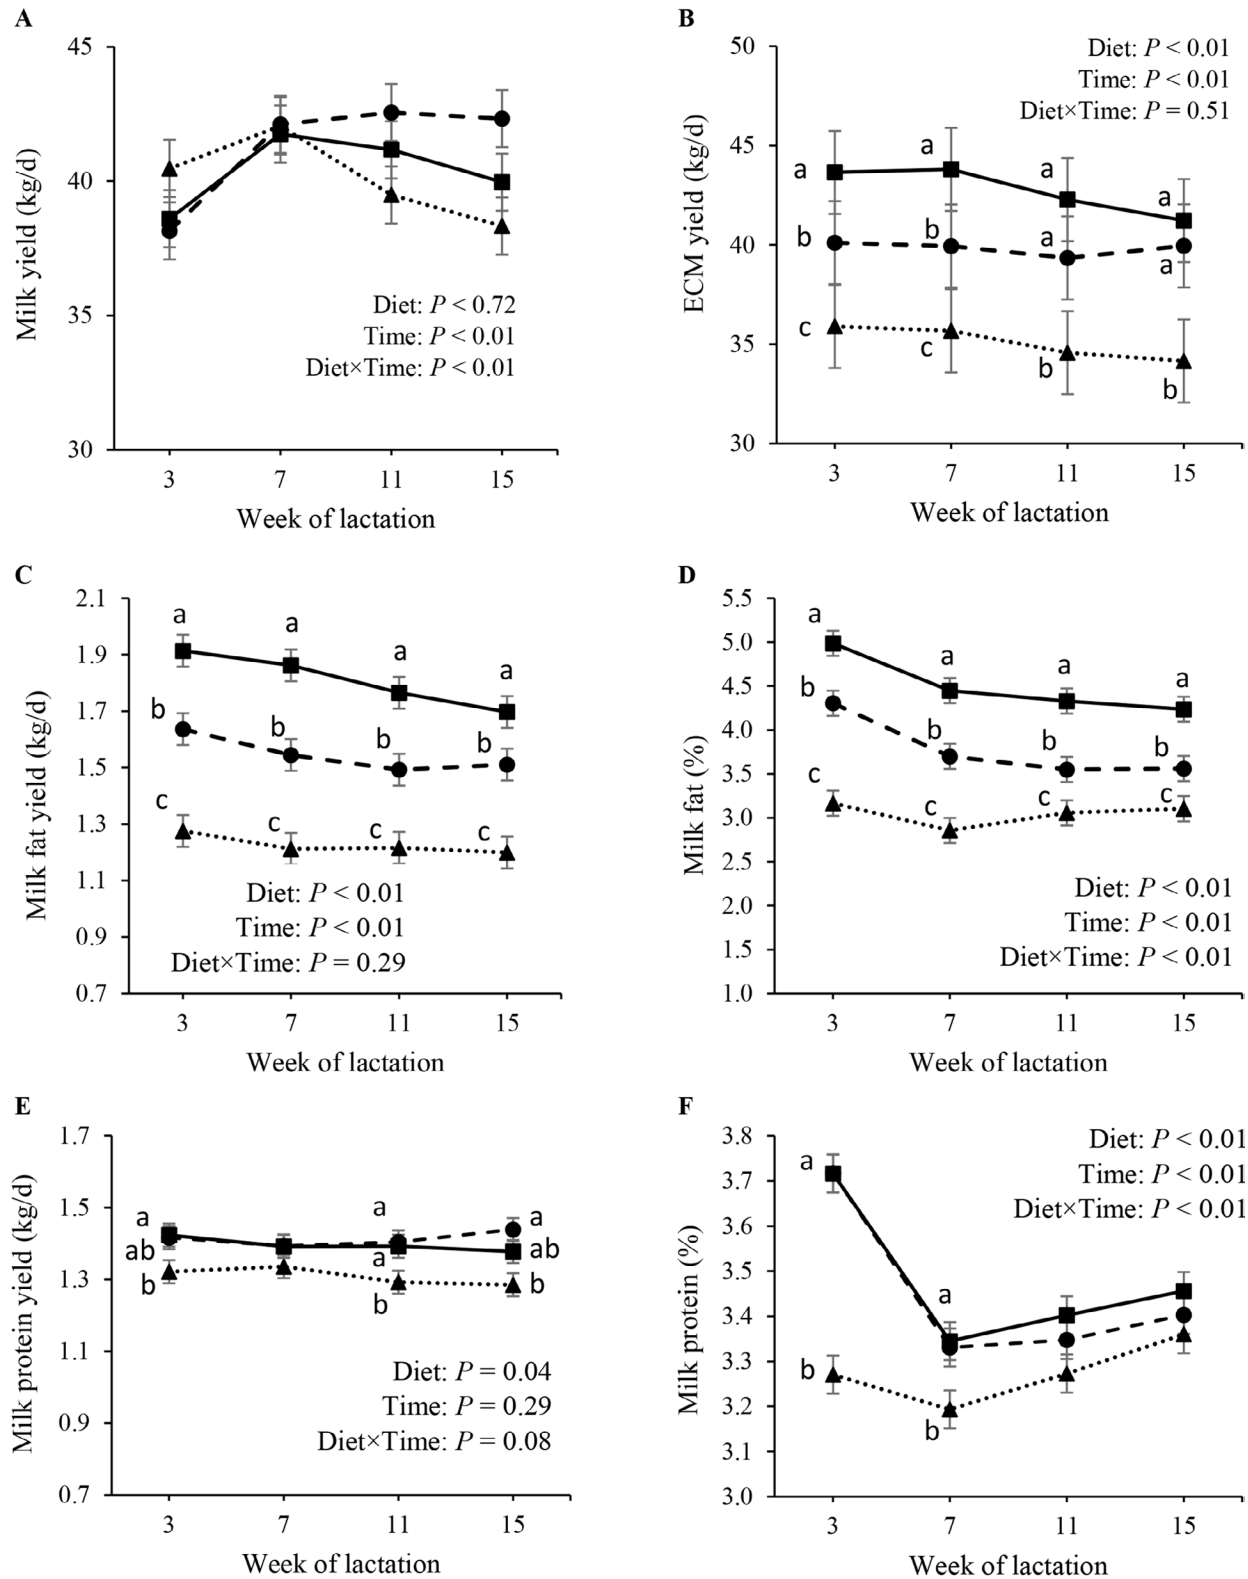 A
Milk yield (kg/d)
45
40
35
30
Diet: P < 0.72
Time: P < 0.01
Diet×Time: P < 0.01
3 7 11 15
Week of lactation
B
ECM yield (kg/d)
50
45
40
35
30
Diet: P < 0.01
Time: P < 0.01
Diet×Time: P = 0.51
a a a a
b b a a
c c b b
3 7 11 15
Week of lactation
C
Milk fat yield (kg/d)
2.1
1.9
1.7
1.5
1.3
1.1
0.9
0.7
a a a a
b b b b
c c c c
Diet: P < 0.01
Time: P < 0.01
Diet×Time: P = 0.29
3 7 11 15
Week of lactation
D
Milk fat (%)
5.5
5.0
4.5
4.0
3.5
3.0
2.5
2.0
1.5
1.0
a a a a
b b b b
c c c c
Diet: P < 0.01
Time: P < 0.01
Diet×Time: P < 0.01
3 7 11 15
Week of lactation
E
Milk protein yield (kg/d)
1.7
1.5
1.3
1.1
0.9
0.7
a a a
ab a ab
b b b
Diet: P = 0.04
Time: P = 0.29
Diet×Time: P = 0.08
3 7 11 15
Week of lactation
F
Milk protein (%)
3.8
3.7
3.6
3.5
3.4
3.3
3.2
3.1
3.0
Diet: P < 0.01
Time: P < 0.01
Diet×Time: P < 0.01
a a
b b
3 7 11 15
Week of lactation